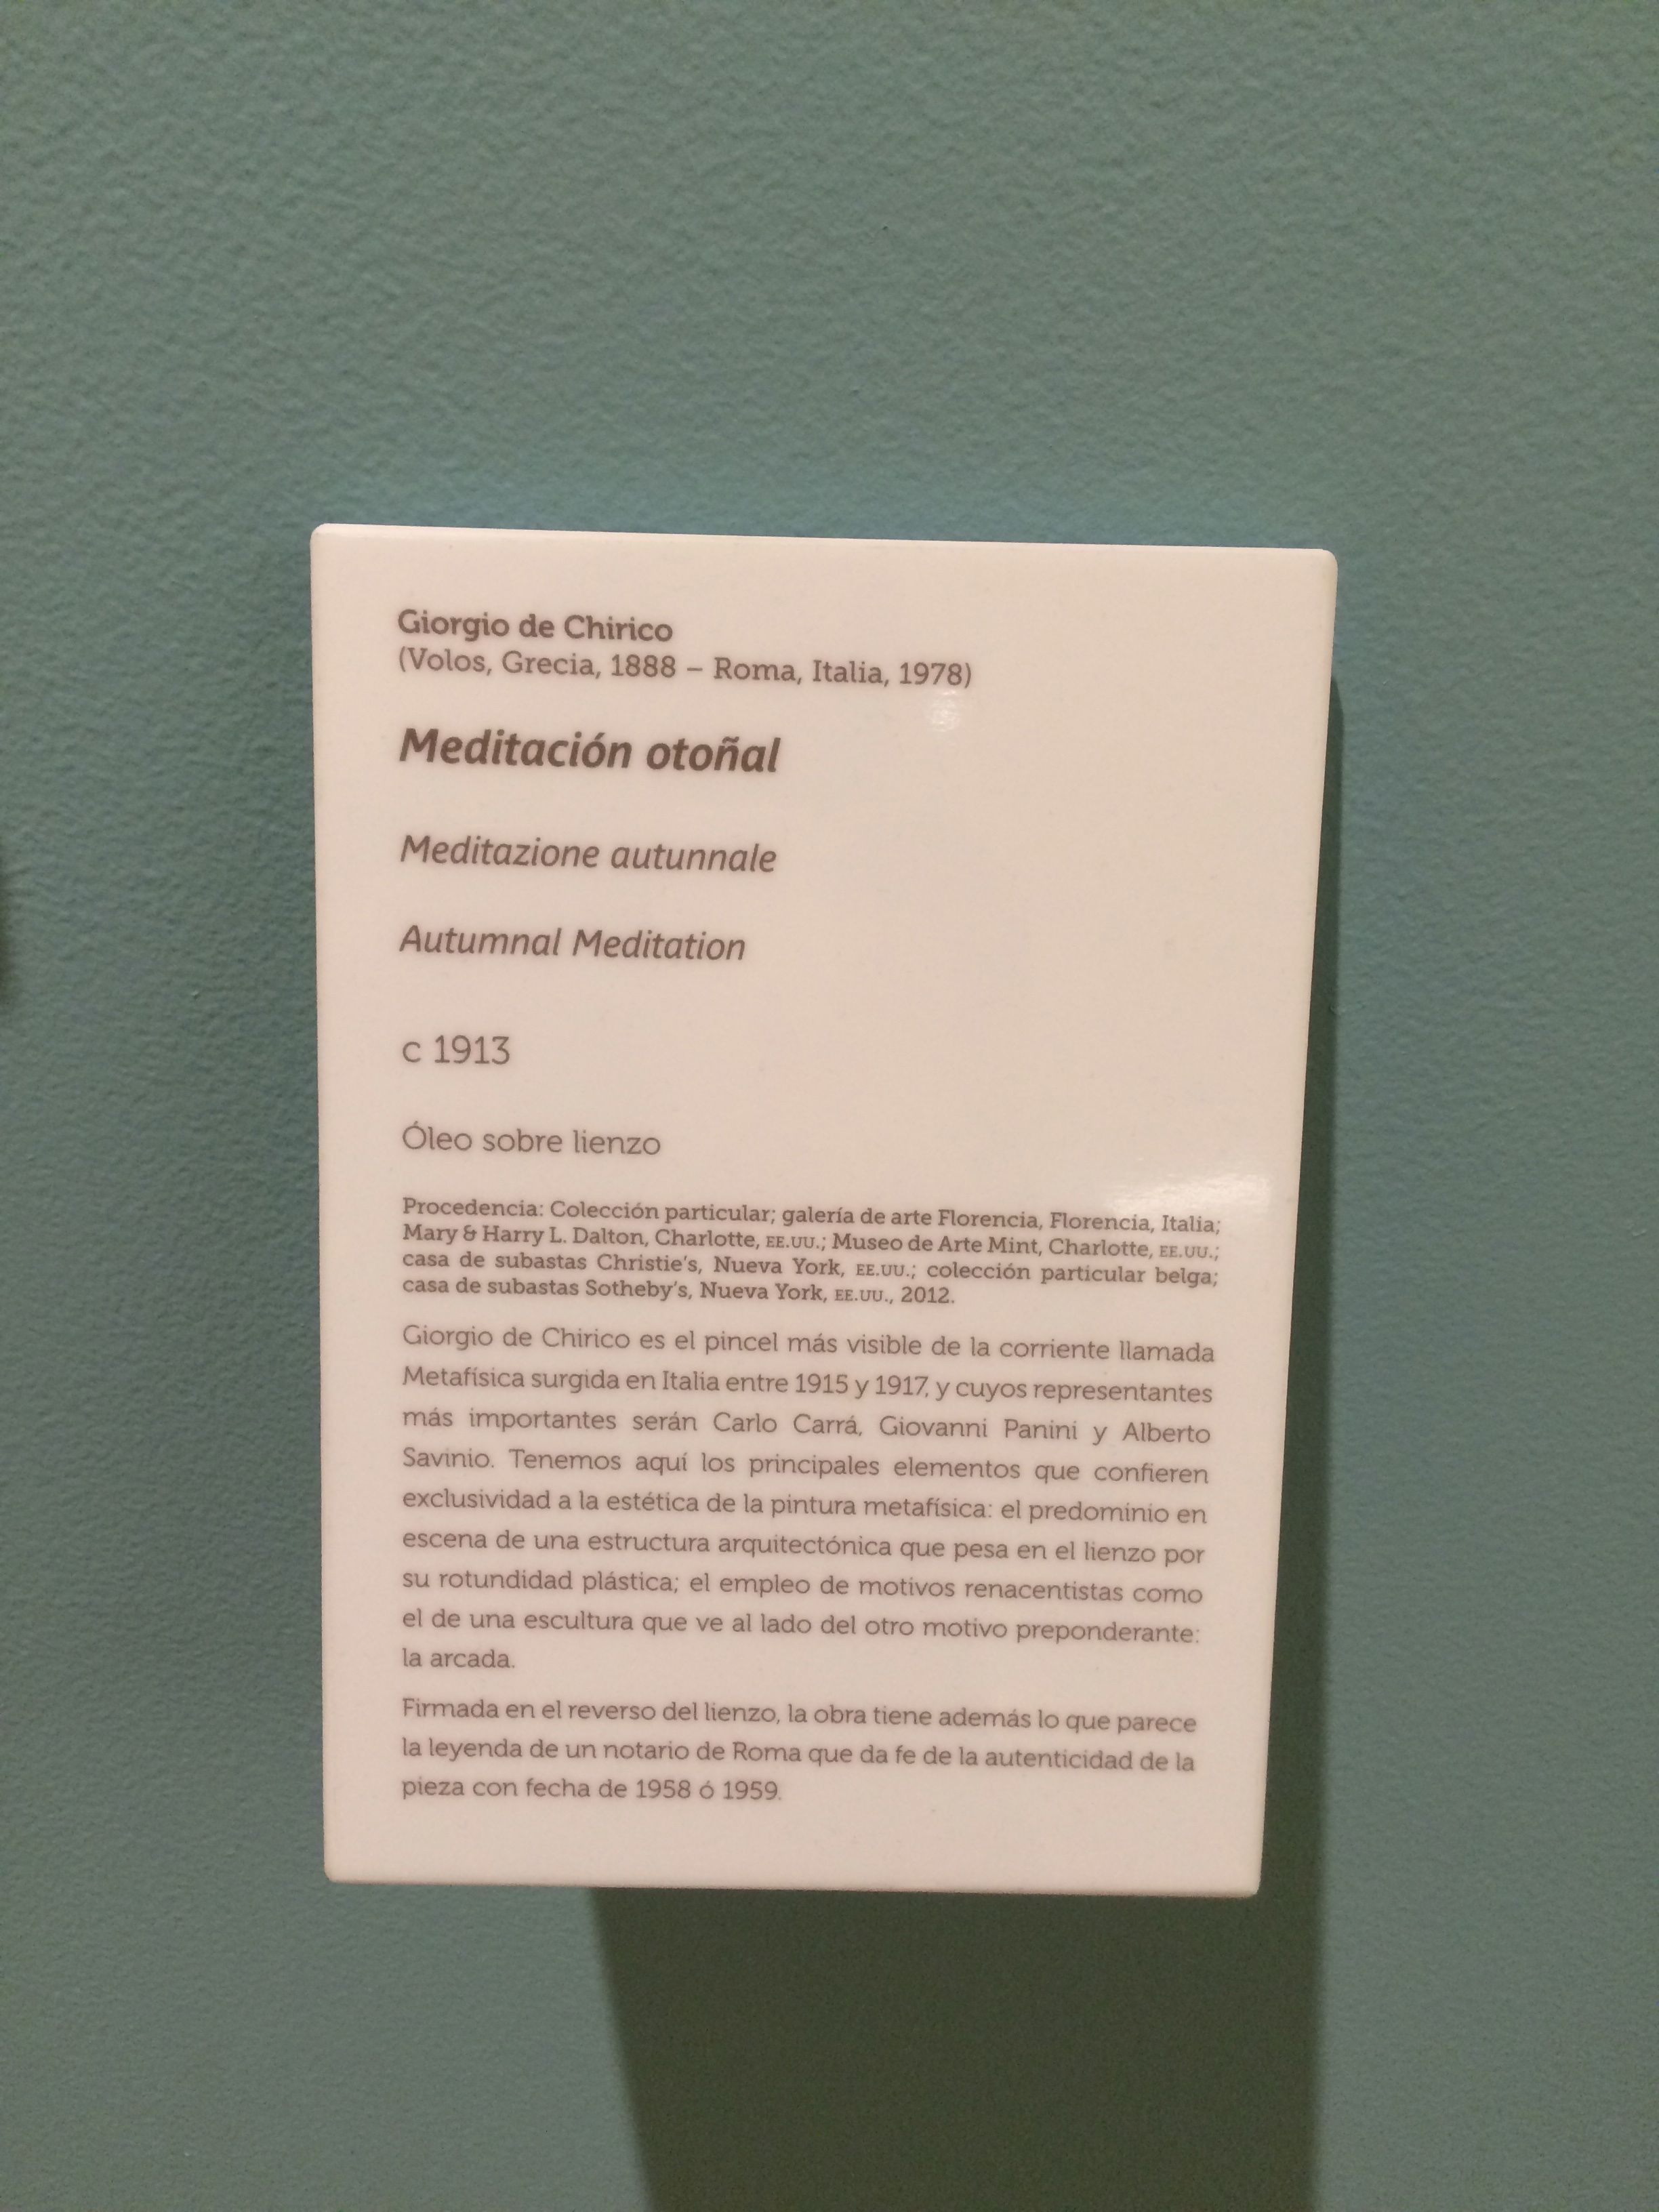 Giorgio de Chirico
(Volos, Grecia, 1888 – Roma, Italia, 1978)
Meditación otoñal
Meditazione autunnale
Autumnal Meditation
c 1913
Óleo sobre lienzo
Procedencia: Colección particular; galería de arte Florencia, Florencia, Italia;
Mary & Harry L. Dalton, Charlotte, EE.UU.; Museo de Arte Mint, Charlotte, EE.UU.;
casa de subastas Christie's, Nueva York, EE.UU.; colección particular belga;
casa de subastas Sotheby's, Nueva York, EE.UU., 2012.
Giorgio de Chirico es el pincel más visible de la corriente llamada
Metafísica surgida en Italia entre 1915 y 1917, y cuyos representantes
más importantes serán Carlo Carrá, Giovanni Panini y Alberto
Savinio. Tenemos aquí los principales elementos que confieren
exclusividad a la estética de la pintura metafísica: el predominio en
escena de una estructura arquitectónica que pesa en el lienzo por
su rotundidad plástica; el empleo de motivos renacentistas como
el de una escultura que ve al lado del otro motivo preponderante:
la arcada.
Firmada en el reverso del lienzo, la obra tiene además lo que parece
la leyenda de un notario de Roma que da fe de la autenticidad de la
pieza con fecha de 1958 ó 1959.